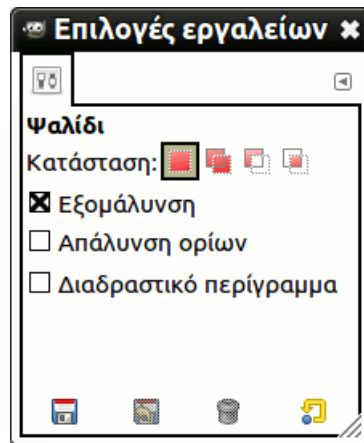 Επιλογές εργαλείων
Ψαλίδι
Κατάσταση:
Εξομάλυνση
Απάλυνση ορίων
Διαδραστικό περίγραμμα